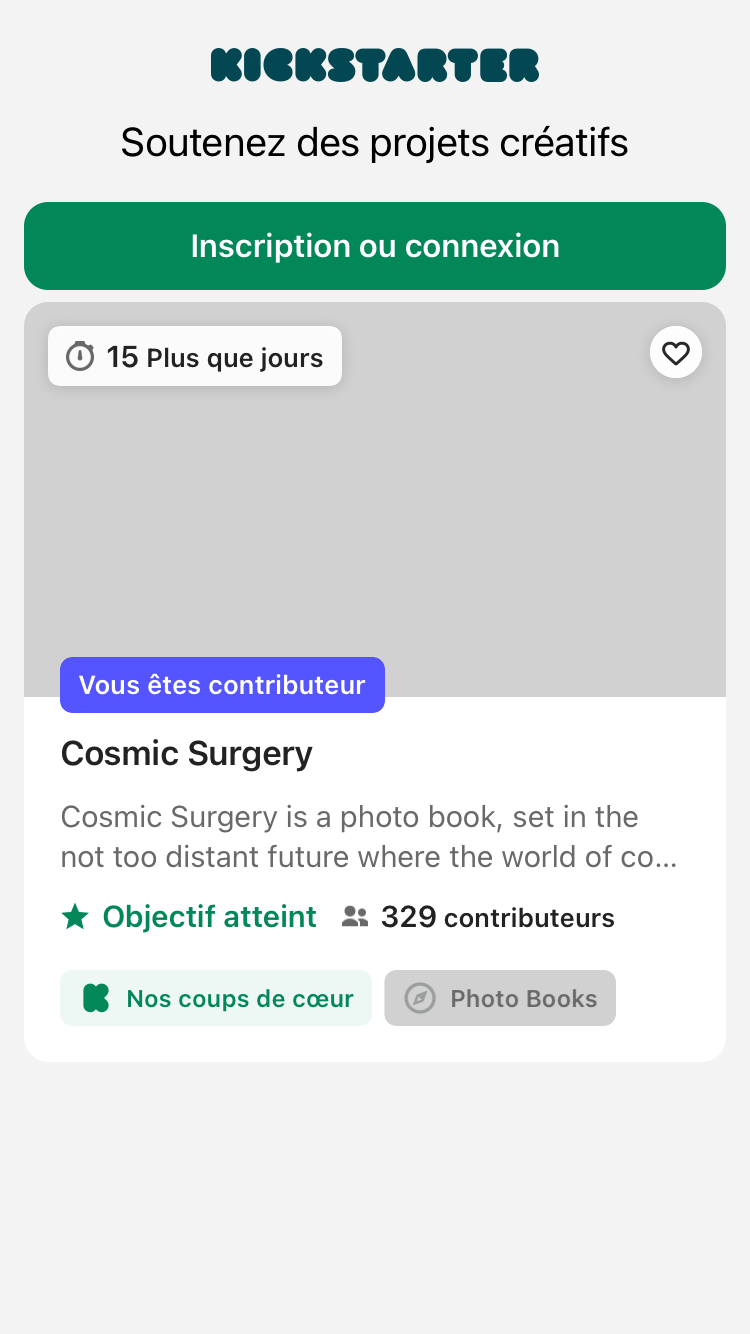 KICKSTARTER
Soutenez des projets créatifs
Inscription ou connexion
15 Plus que jours
Vous êtes contributeur
Cosmic Surgery
Cosmic Surgery is a photo book, set in the
not too distant future where the world of co...
Objectif atteint 329 contributeurs
Nos coups de cœur Photo Books